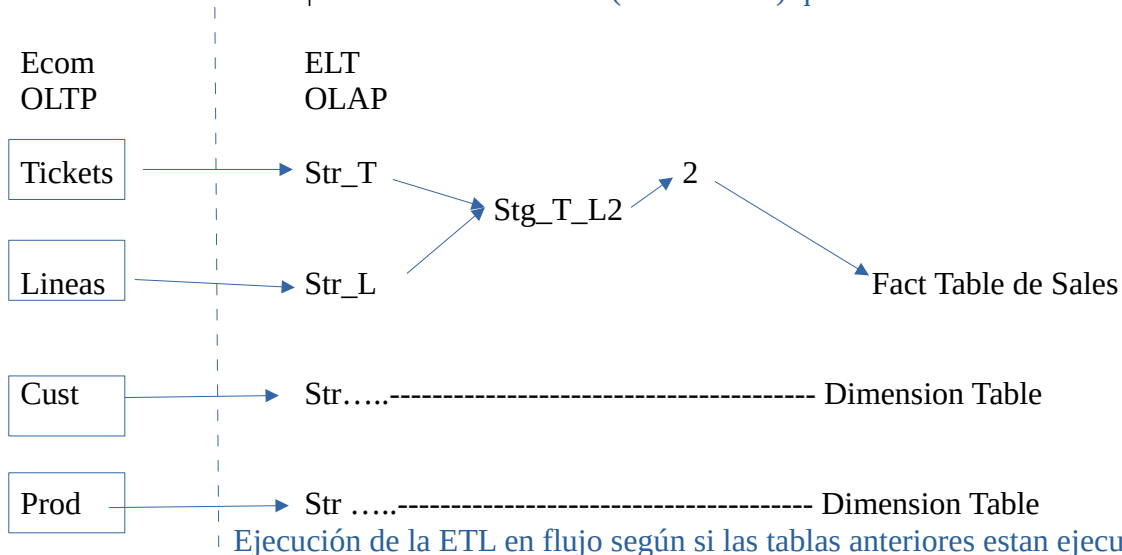 Ecom ELT
OLTP OLAP
Tickets Str_T 2
Stg_T_L2
Lineas Str_L Fact Table de Sales
Cust Str…..---------------------------------------- Dimension Table
Prod Str …..--------------------------------------- Dimension Table
Ejecución de la ETL en flujo según si las tablas anteriores estan ejecu